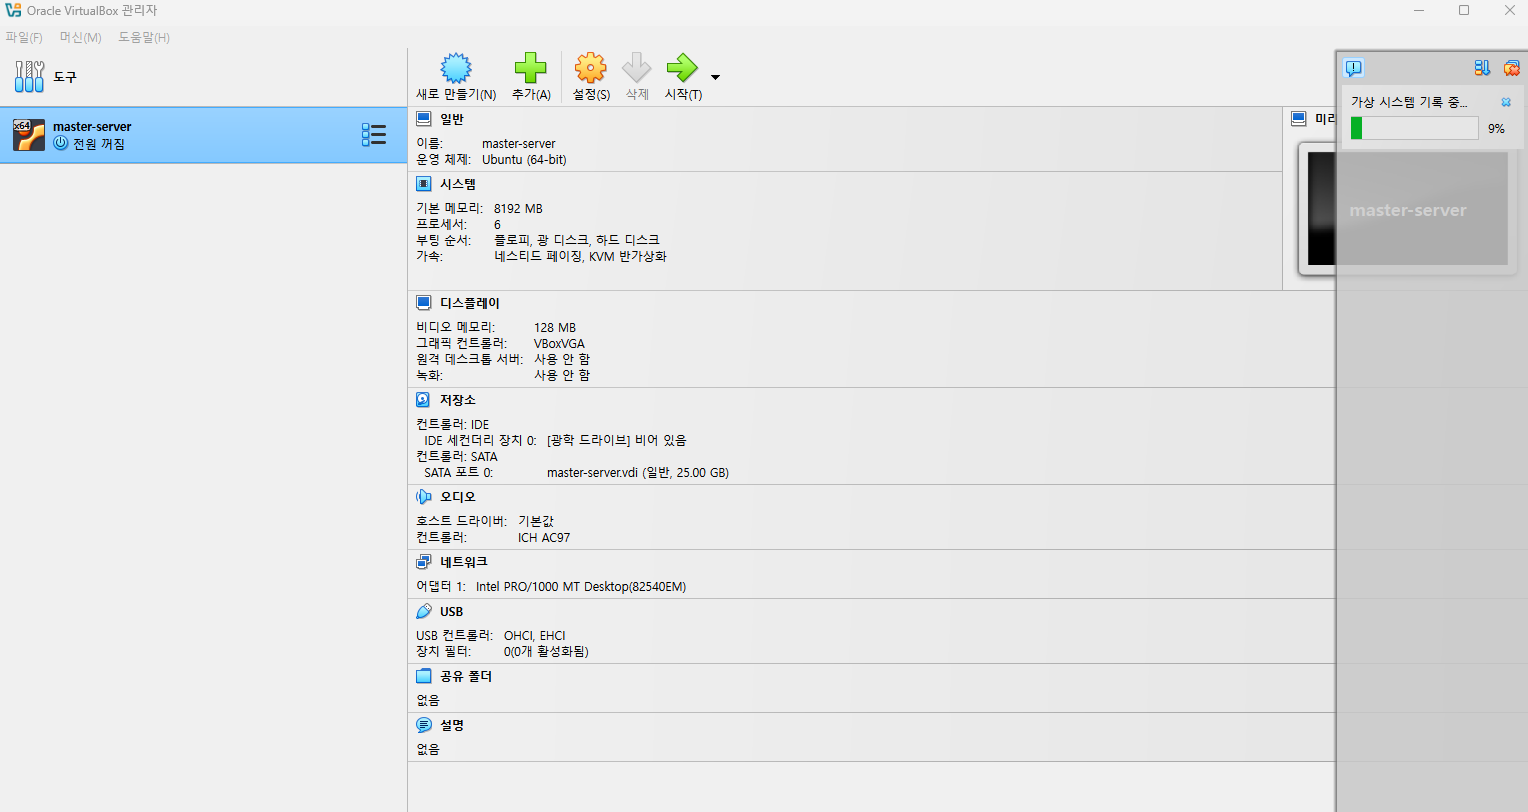 Oracle VirtualBox 관리자
파일(F) 머신(M) 도움말(H)
도구
새로 만들기(N) 추가(A) 설정(S) 삭제 시작(T)
x64
master-server
전원 꺼짐
일반
이름: master-server
운영 체제: Ubuntu (64-bit)
시스템
기본 메모리: 8192 MB
프로세서: 6
부팅 순서: 플로피, 광 디스크, 하드 디스크
가속: 네스티드 페이징, KVM 반가상화
디스플레이
비디오 메모리: 128 MB
그래픽 컨트롤러: VBoxVGA
원격 데스크톱 서버: 사용 안 함
녹화: 사용 안 함
저장소
컨트롤러: IDE
IDE 세컨더리 장치 0: [광학 드라이브] 비어 있음
컨트롤러: SATA
SATA 포트 0: master-server.vdi (일반, 25.00 GB)
오디오
호스트 드라이버: 기본값
컨트롤러: ICH AC97
네트워크
어댑터 1: Intel PRO/1000 MT Desktop(82540EM)
USB
USB 컨트롤러: OHCI, EHCI
장치 필터: 0(0개 활성화됨)
공유 폴더
없음
설명
없음
가상 시스템 기록 중...
9%
master-server